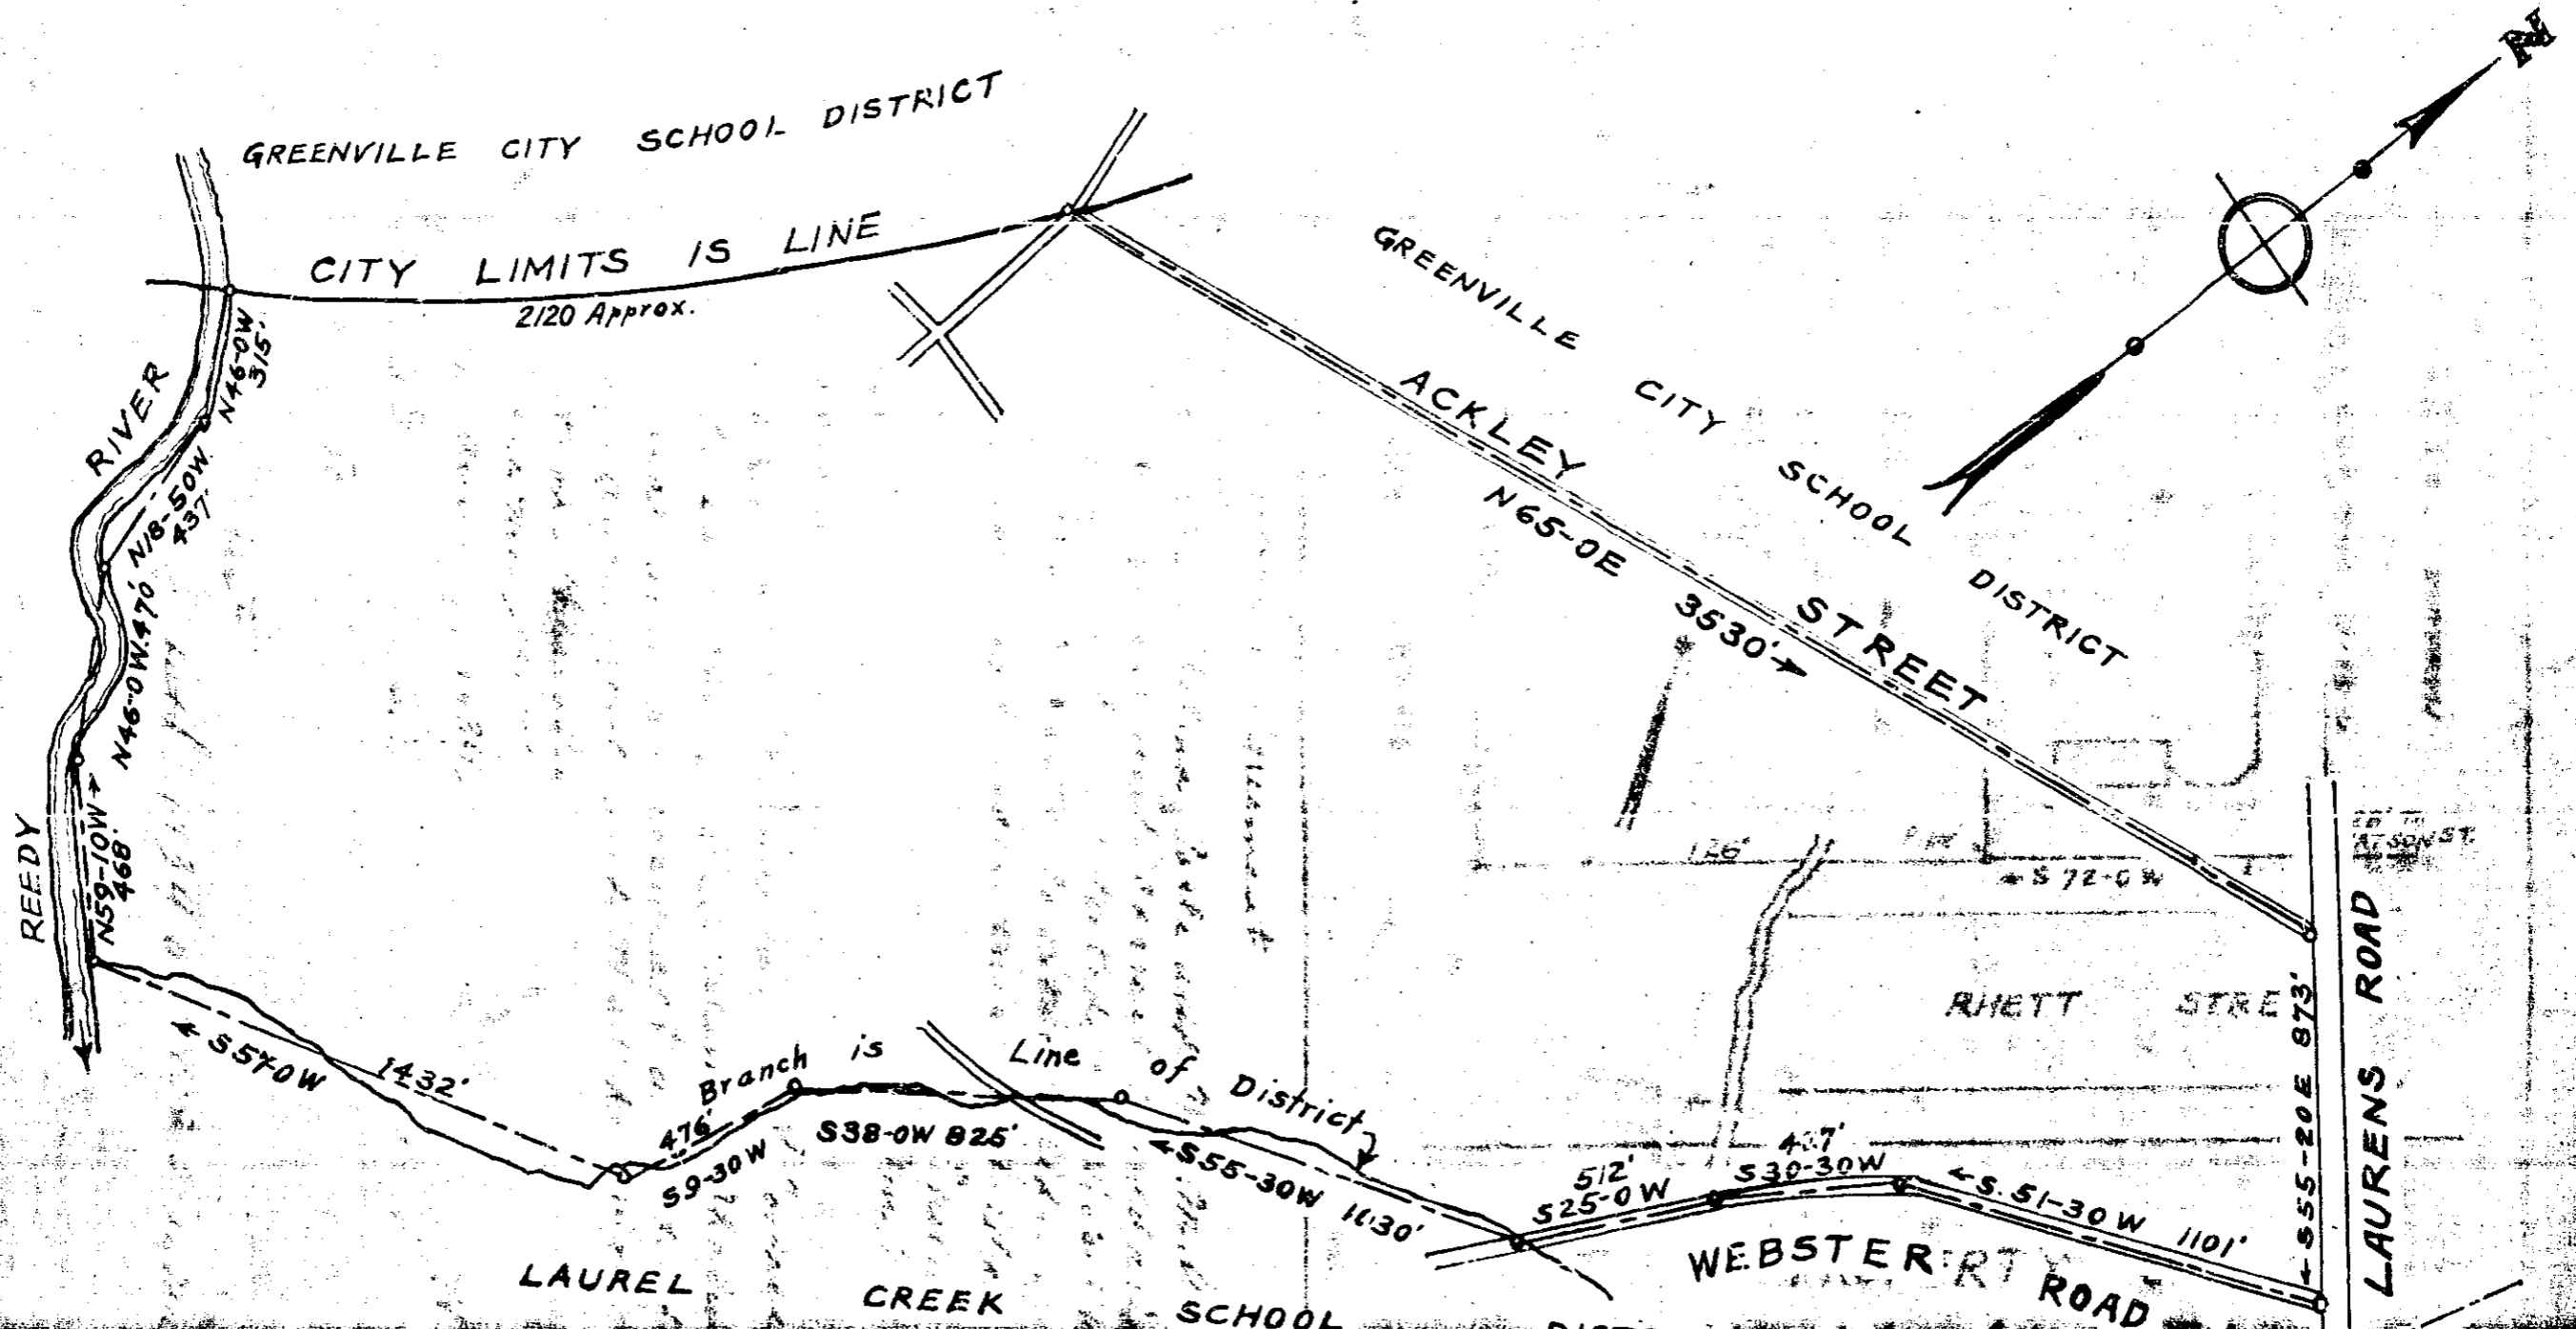 N
GREENVILLE CITY SCHOOL DISTRICT
CITY LIMITS IS LINE
2120 Approx.
GREENVILLE CITY SCHOOL DISTRICT
ACKLEY STREET
N65-0E 3530'
RIVER
REEDY
N46-0W
315'
N18-50W.
437'
N46-0W.470'
N59-10W
468'
126'
S 72-0 W
RHETT STRE
LAURENS ROAD
S55-20E 873'
S57-0W 1432'
Branch is Line of District
476'
S9-30W
S38-0W 825'
S55-30W
512'
S25-0W
S30-30W
S. 51-30 W 1101'
WEBSTER ROAD
LAUREL CREEK SCHOOL